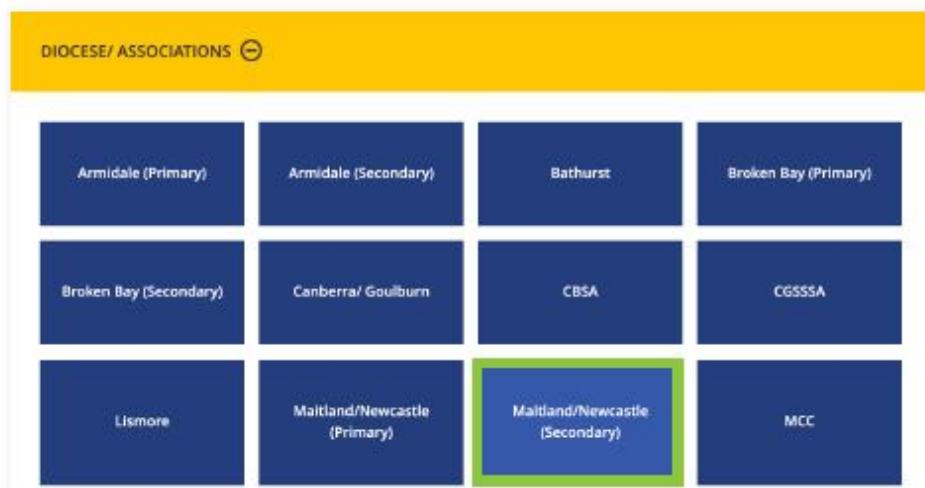 DIOCESE/ ASSOCIATIONS
Armidale (Primary)
Armidale (Secondary)
Bathurst
Broken Bay (Primary)
Broken Bay (Secondary)
Canberra/ Goulburn
CBSA
CGSSSA
Lismore
Maitland/Newcastle
(Primary)
Maitland/Newcastle
(Secondary)
MCC